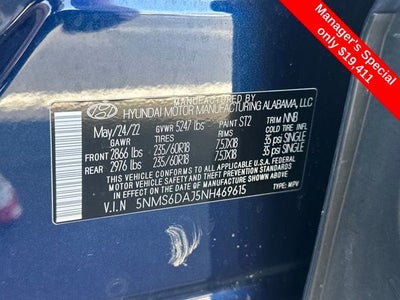 Manager's Special
only $19,411
MANUFACTURED BY
HYUNDAI MOTOR MANUFACTURING ALABAMA, LLC
May/24/22 GVWR 5247 lbs PAINT ST2 TRIM NNB
GAWR TIRES RIMS
FRONT 2866 lbs 235/60R18 7.5JX18 35 psi SINGLE
REAR 2976 lbs 235/60R18 7.5JX18 35 psi SINGLE
THIS VEHICLE CONFORMS TO ALL APPLICABLE U.S.A FEDERAL
MOTOR VEHICLE SAFETY, BUMPER, AND THEFT PREVENTION STANDARDS
IN EFFECT ON THE DATE OF MANUFACTURE SHOWN ABOVE.
V.I.N 5NMS6DAJ5NH469615 TYPE: MPV